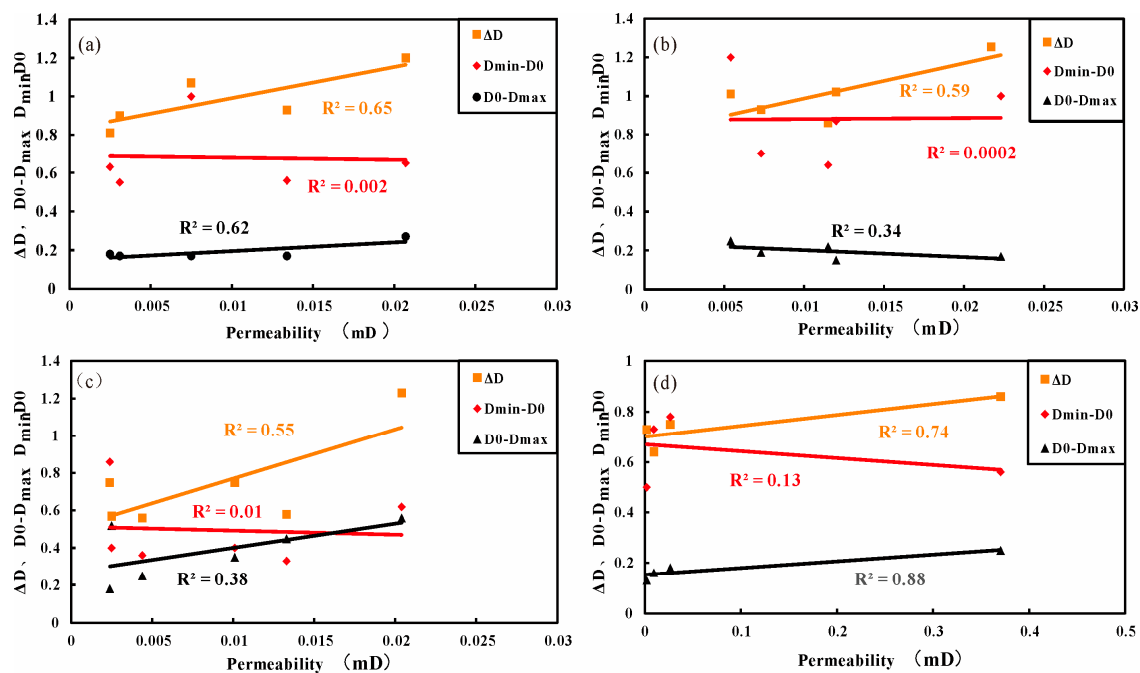 (a)
ΔD
Dmin-D0
D0-Dmax
R² = 0.65
R² = 0.002
R² = 0.62
ΔD, D0-Dmax DminD0
0
0.2
0.4
0.6
0.8
1
1.2
1.4
0
0.005
0.01
0.015
0.02
0.025
0.03
Permeability （mD）
(b)
ΔD
Dmin-D0
D0-Dmax
R² = 0.59
R² = 0.0002
R² = 0.34
ΔD、D0-Dmax DminD0
0
0.2
0.4
0.6
0.8
1
1.2
1.4
0
0.005
0.01
0.015
0.02
0.025
0.03
Permeability （mD）
（c）
ΔD
Dmin-D0
D0-Dmax
R² = 0.55
R² = 0.01
R² = 0.38
ΔD、D0-Dmax DminD0
0
0.2
0.4
0.6
0.8
1
1.2
1.4
0
0.005
0.01
0.015
0.02
0.025
0.03
Permeability （mD）
(d)
ΔD
Dmin-D0
D0-Dmax
R² = 0.74
R² = 0.13
R² = 0.88
ΔD、D0-Dmax DminD0
0
0.2
0.4
0.6
0.8
1
0
0.1
0.2
0.3
0.4
0.5
Permeability （mD）